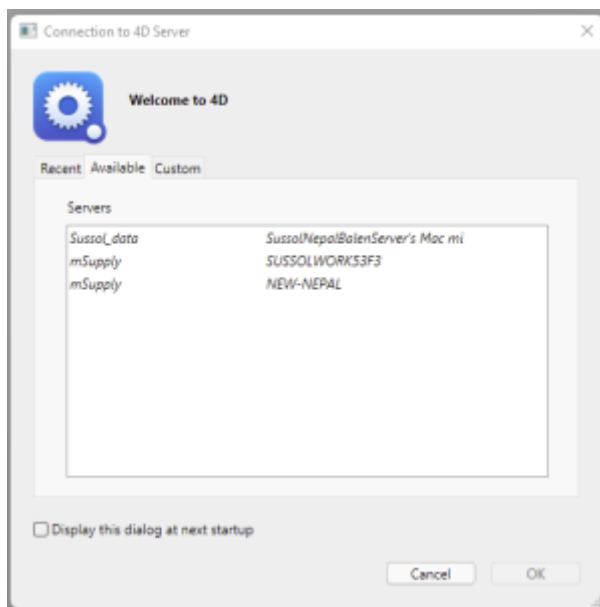 Connection to 4D Server
Welcome to 4D
Recent Available Custom
Servers
Sussol_data SussolNepalBalenServer's Mac mi
mSupply SUSSOLWORK53F3
mSupply NEW-NEPAL
Display this dialog at next startup
Cancel OK